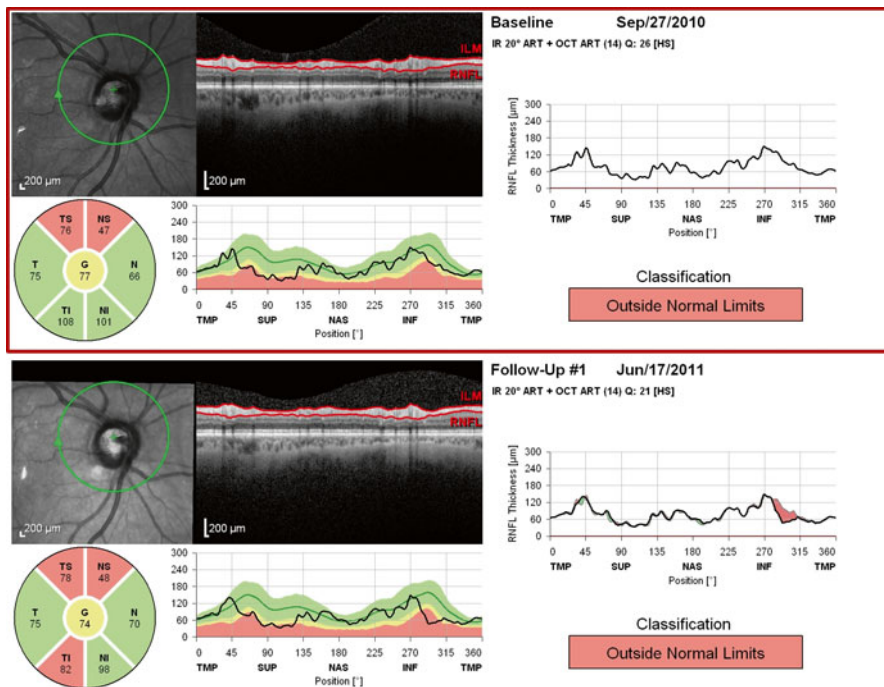 Baseline Sep/27/2010
IR 20° ART + OCT ART (14) Q: 26 [HS]
ILM
RNFL
200 µm
200 µm
RNFL Thickness [µm]
300
240
180
120
60
0
0 45 90 135 180 225 270 315 360
TMP SUP NAS INF TMP
Position [°]
TS
76
NS
47
T
75
G
77
N
66
TI
108
NI
101
300
240
180
120
60
0
0 45 90 135 180 225 270 315 360
TMP SUP NAS INF TMP
Position [°]
Classification
Outside Normal Limits
Follow-Up #1 Jun/17/2011
IR 20° ART + OCT ART (14) Q: 21 [HS]
ILM
RNFL
200 µm
200 µm
RNFL Thickness [µm]
300
240
180
120
60
0
0 45 90 135 180 225 270 315 360
TMP SUP NAS INF TMP
Position [°]
TS
78
NS
48
T
75
G
74
N
70
TI
82
NI
98
300
240
180
120
60
0
0 45 90 135 180 225 270 315 360
TMP SUP NAS INF TMP
Position [°]
Classification
Outside Normal Limits